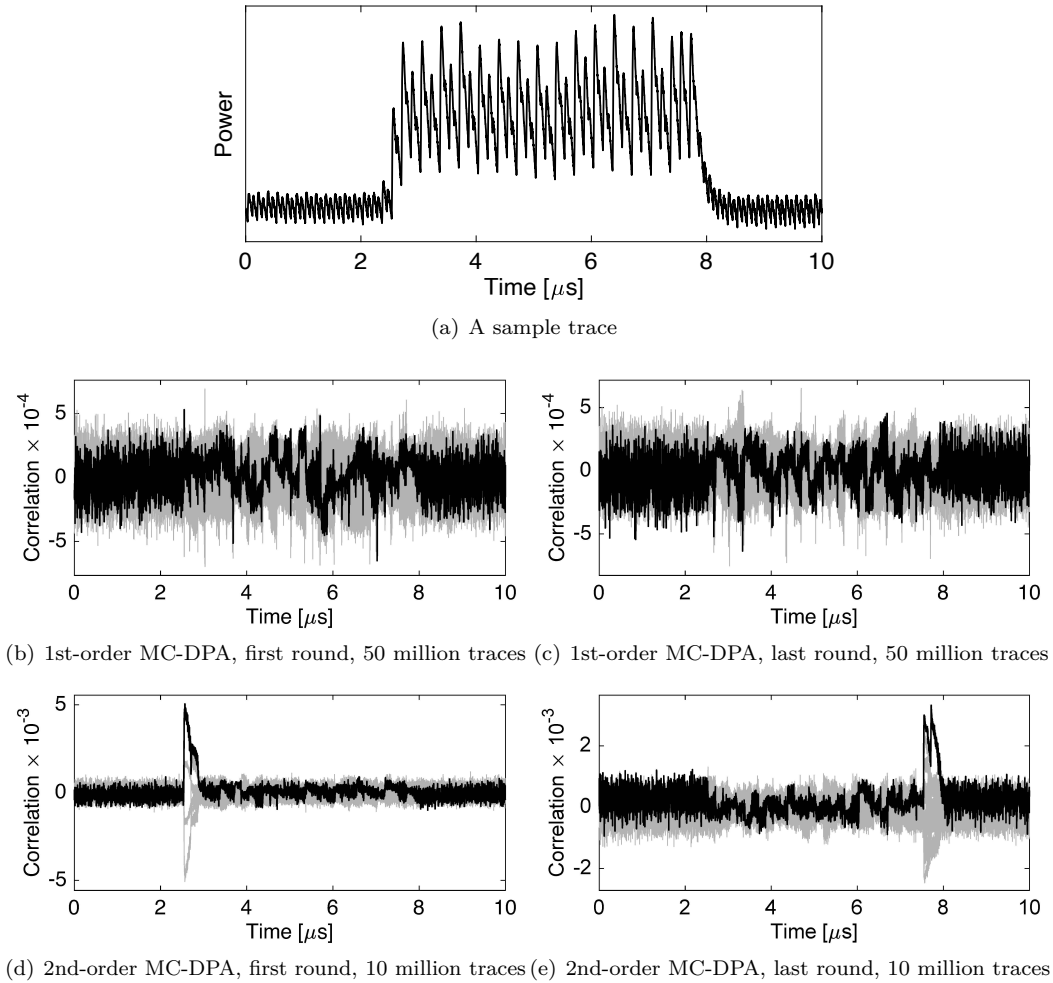 Power
0 2 4 6 8 10
Time [μs]
(a) A sample trace
Correlation × 10⁻⁴
5
0
-5
0 2 4 6 8 10
Time [μs]
Correlation × 10⁻⁴
5
0
-5
0 2 4 6 8 10
Time [μs]
(b) 1st-order MC-DPA, first round, 50 million traces
(c) 1st-order MC-DPA, last round, 50 million traces
Correlation × 10⁻³
5
0
-5
0 2 4 6 8 10
Time [μs]
Correlation × 10⁻³
2
0
-2
0 2 4 6 8 10
Time [μs]
(d) 2nd-order MC-DPA, first round, 10 million traces
(e) 2nd-order MC-DPA, last round, 10 million traces